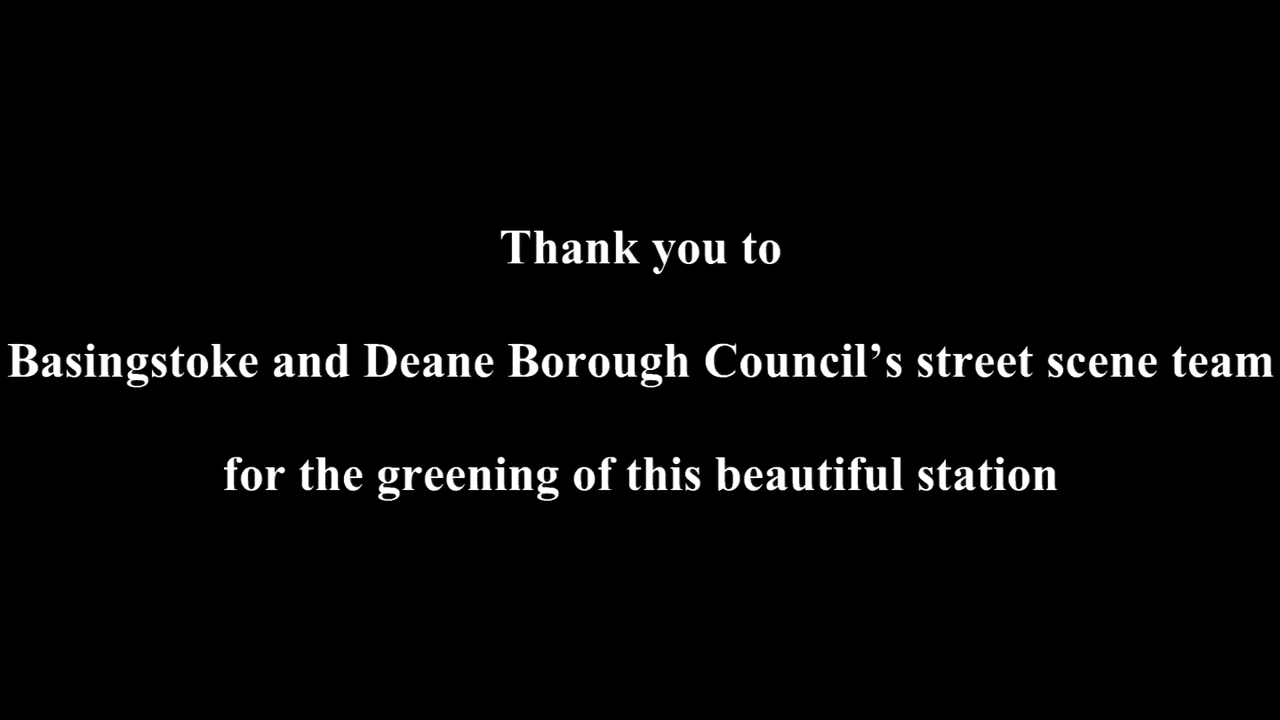 Thank you to
Basingstoke and Deane Borough Council’s street scene team
for the greening of this beautiful station